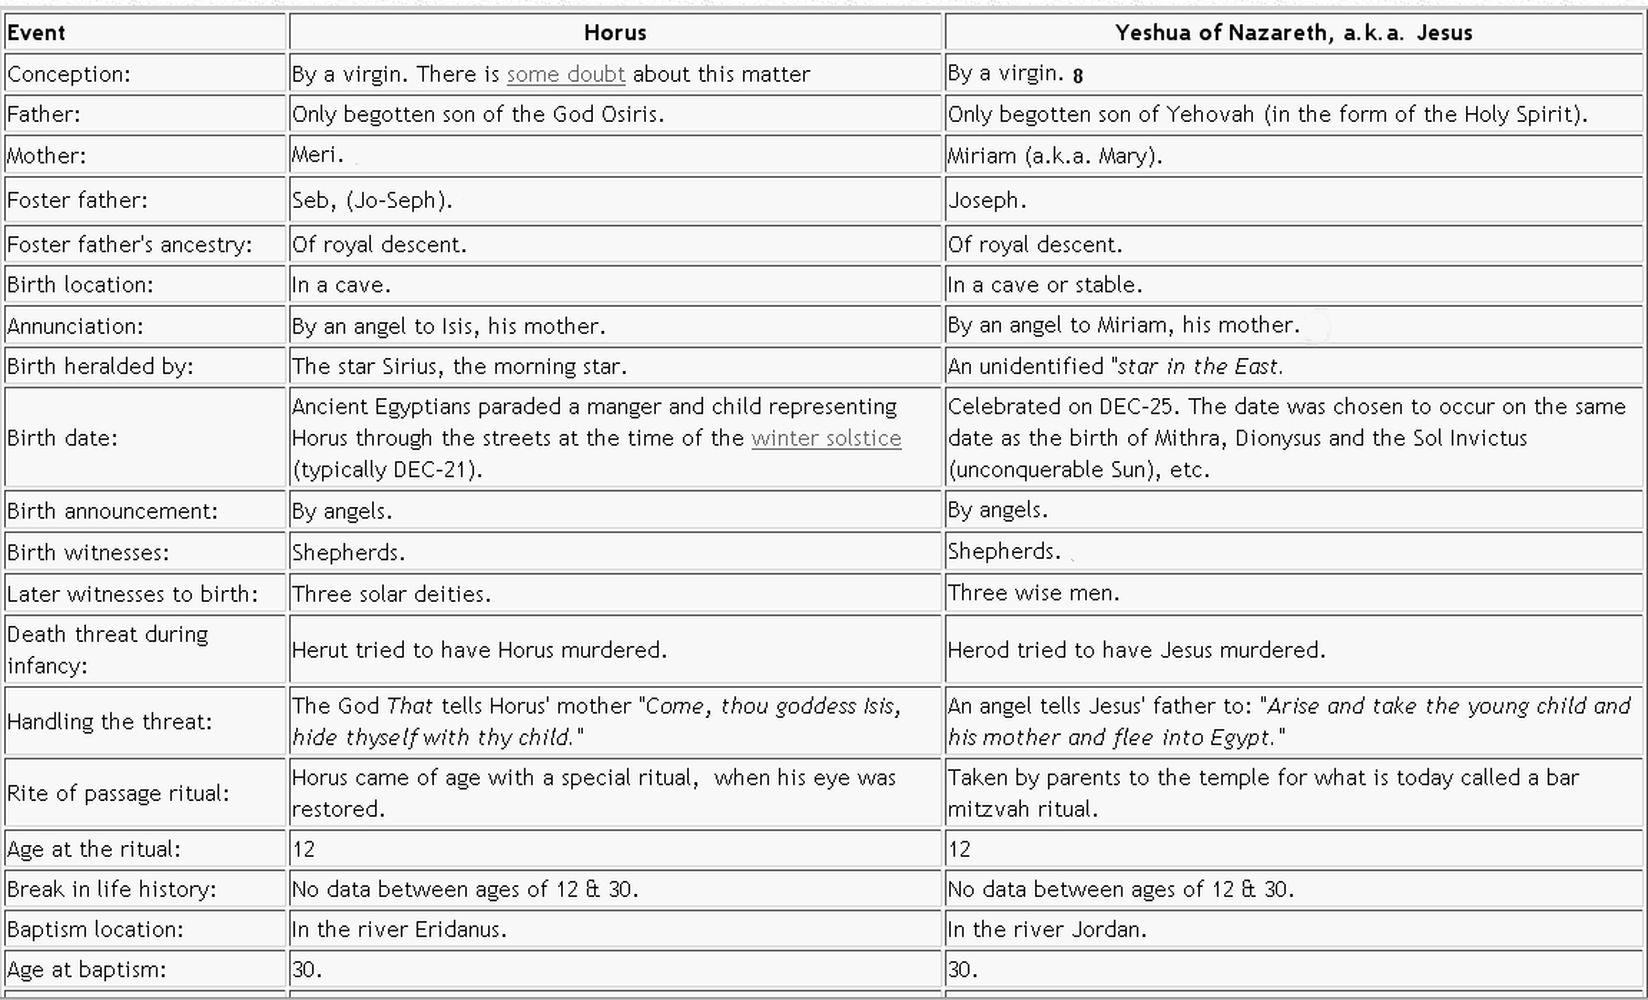 Event Horus Yeshua of Nazareth, a.k.a. Jesus
Conception: By a virgin. There is some doubt about this matter By a virgin. 8
Father: Only begotten son of the God Osiris. Only begotten son of Yehovah (in the form of the Holy Spirit).
Mother: Meri. Miriam (a.k.a. Mary).
Foster father: Seb, (Jo-Seph). Joseph.
Foster father's ancestry: Of royal descent. Of royal descent.
Birth location: In a cave. In a cave or stable.
Annunciation: By an angel to Isis, his mother. By an angel to Miriam, his mother.
Birth heralded by: The star Sirius, the morning star. An unidentified "star in the East.
Birth date:
Ancient Egyptians paraded a manger and child representing
Horus through the streets at the time of the winter solstice
(typically DEC-21).
Celebrated on DEC-25. The date was chosen to occur on the same
date as the birth of Mithra, Dionysus and the Sol Invictus
(unconquerable Sun), etc.
Birth announcement: By angels. By angels.
Birth witnesses: Shepherds. Shepherds.
Later witnesses to birth: Three solar deities. Three wise men.
Death threat during
infancy:
Herut tried to have Horus murdered. Herod tried to have Jesus murdered.
Handling the threat:
The God That tells Horus' mother "Come, thou goddess Isis,
hide thyself with thy child."
An angel tells Jesus' father to: "Arise and take the young child and
his mother and flee into Egypt."
Rite of passage ritual:
Horus came of age with a special ritual, when his eye was
restored.
Taken by parents to the temple for what is today called a bar
mitzvah ritual.
Age at the ritual: 12 12
Break in life history: No data between ages of 12 & 30. No data between ages of 12 & 30.
Baptism location: In the river Eridanus. In the river Jordan.
Age at baptism: 30. 30.